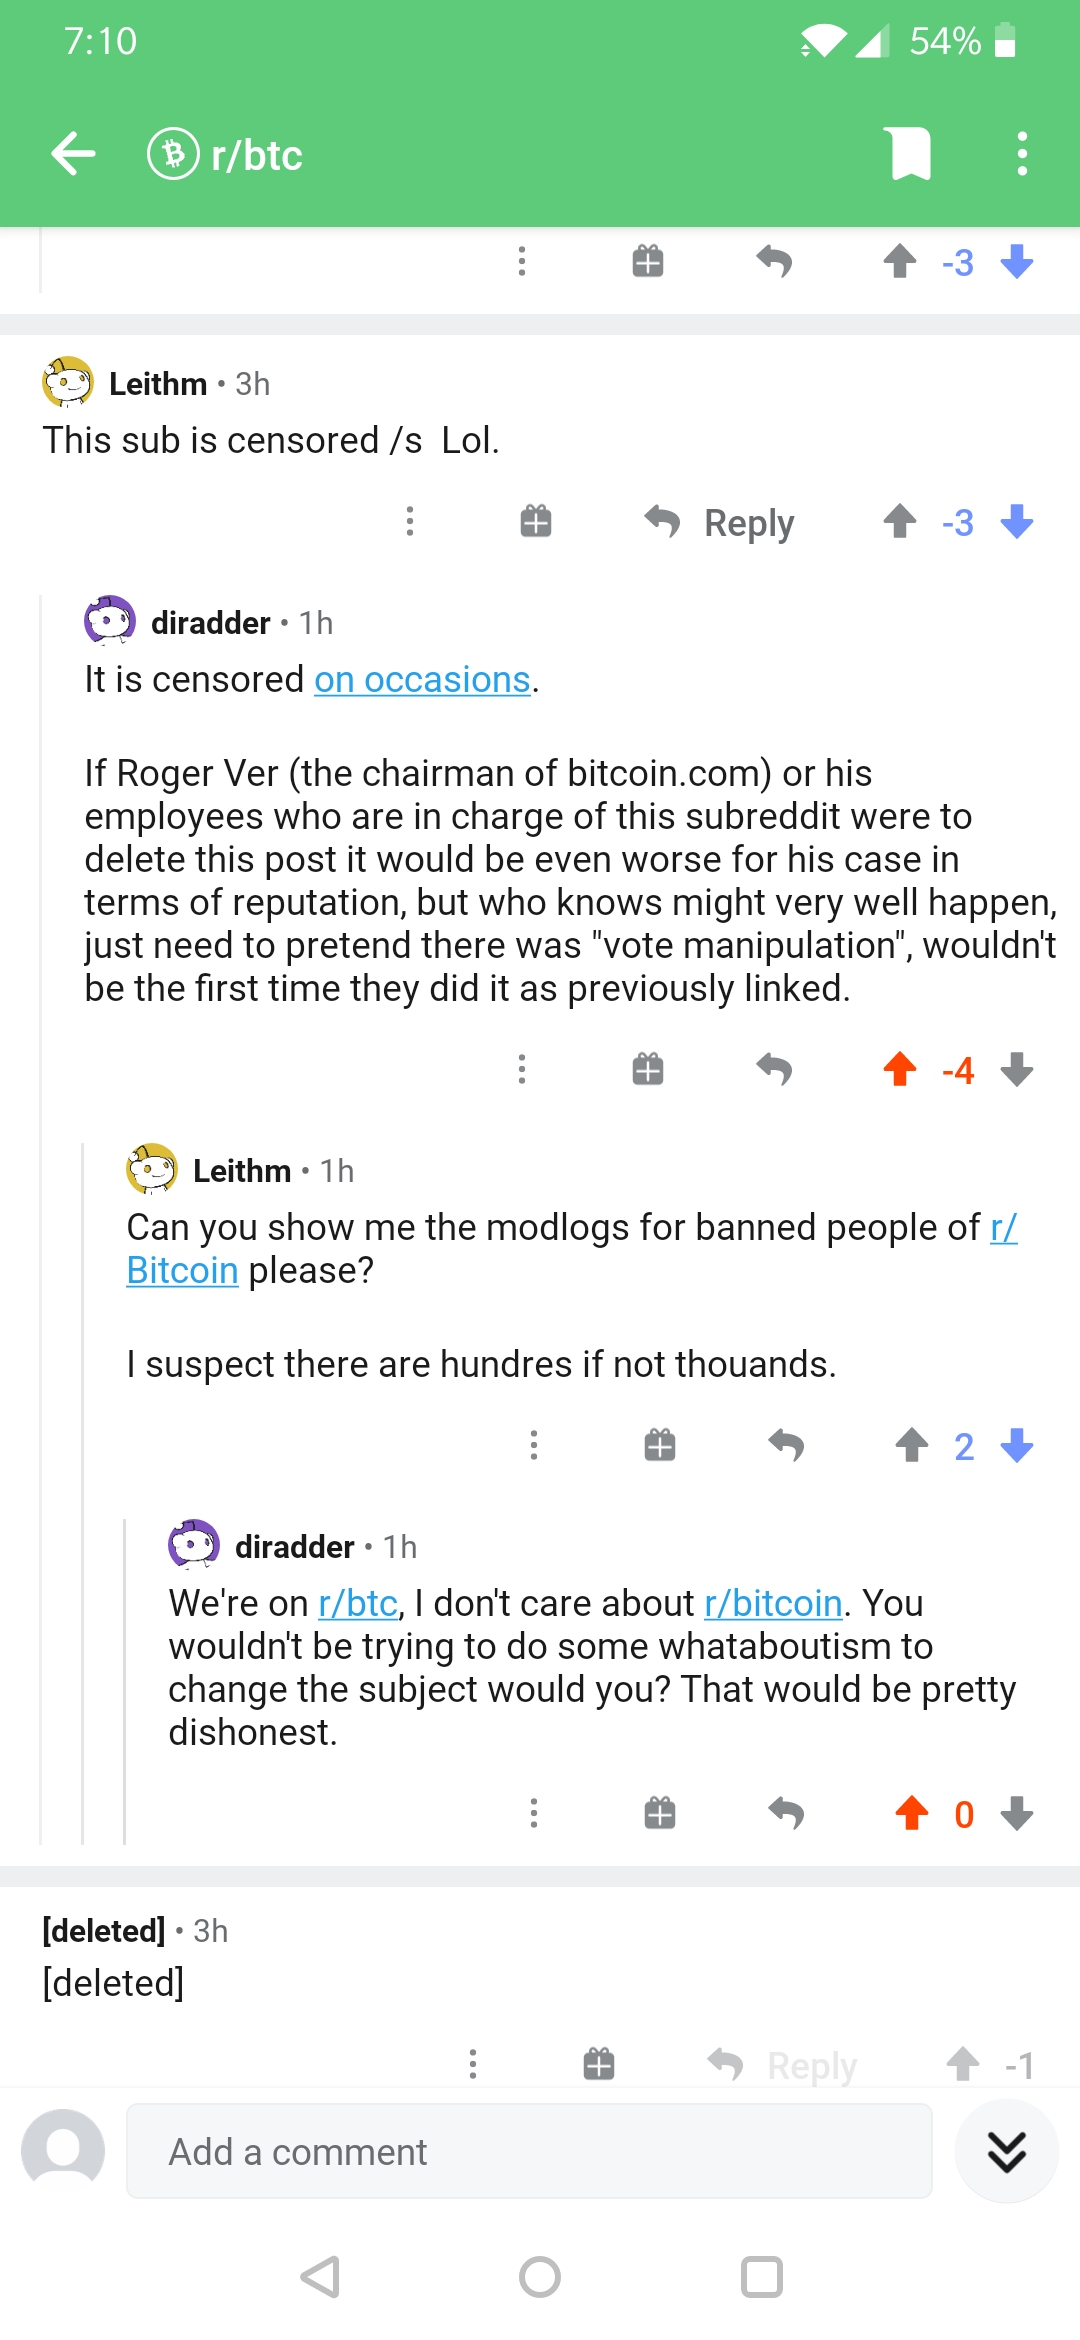 7:10
54%
r/btc
-3
Leithm • 3h
This sub is censored /s  Lol.
Reply
-3
diradder • 1h
It is censored on occasions.
If Roger Ver (the chairman of bitcoin.com) or his
employees who are in charge of this subreddit were to
delete this post it would be even worse for his case in
terms of reputation, but who knows might very well happen,
just need to pretend there was "vote manipulation", wouldn't
be the first time they did it as previously linked.
-4
Leithm • 1h
Can you show me the modlogs for banned people of r/
Bitcoin please?
I suspect there are hundres if not thouands.
2
diradder • 1h
We're on r/btc, I don't care about r/bitcoin. You
wouldn't be trying to do some whataboutism to
change the subject would you? That would be pretty
dishonest.
0
[deleted] • 3h
[deleted]
Reply
-1
Add a comment